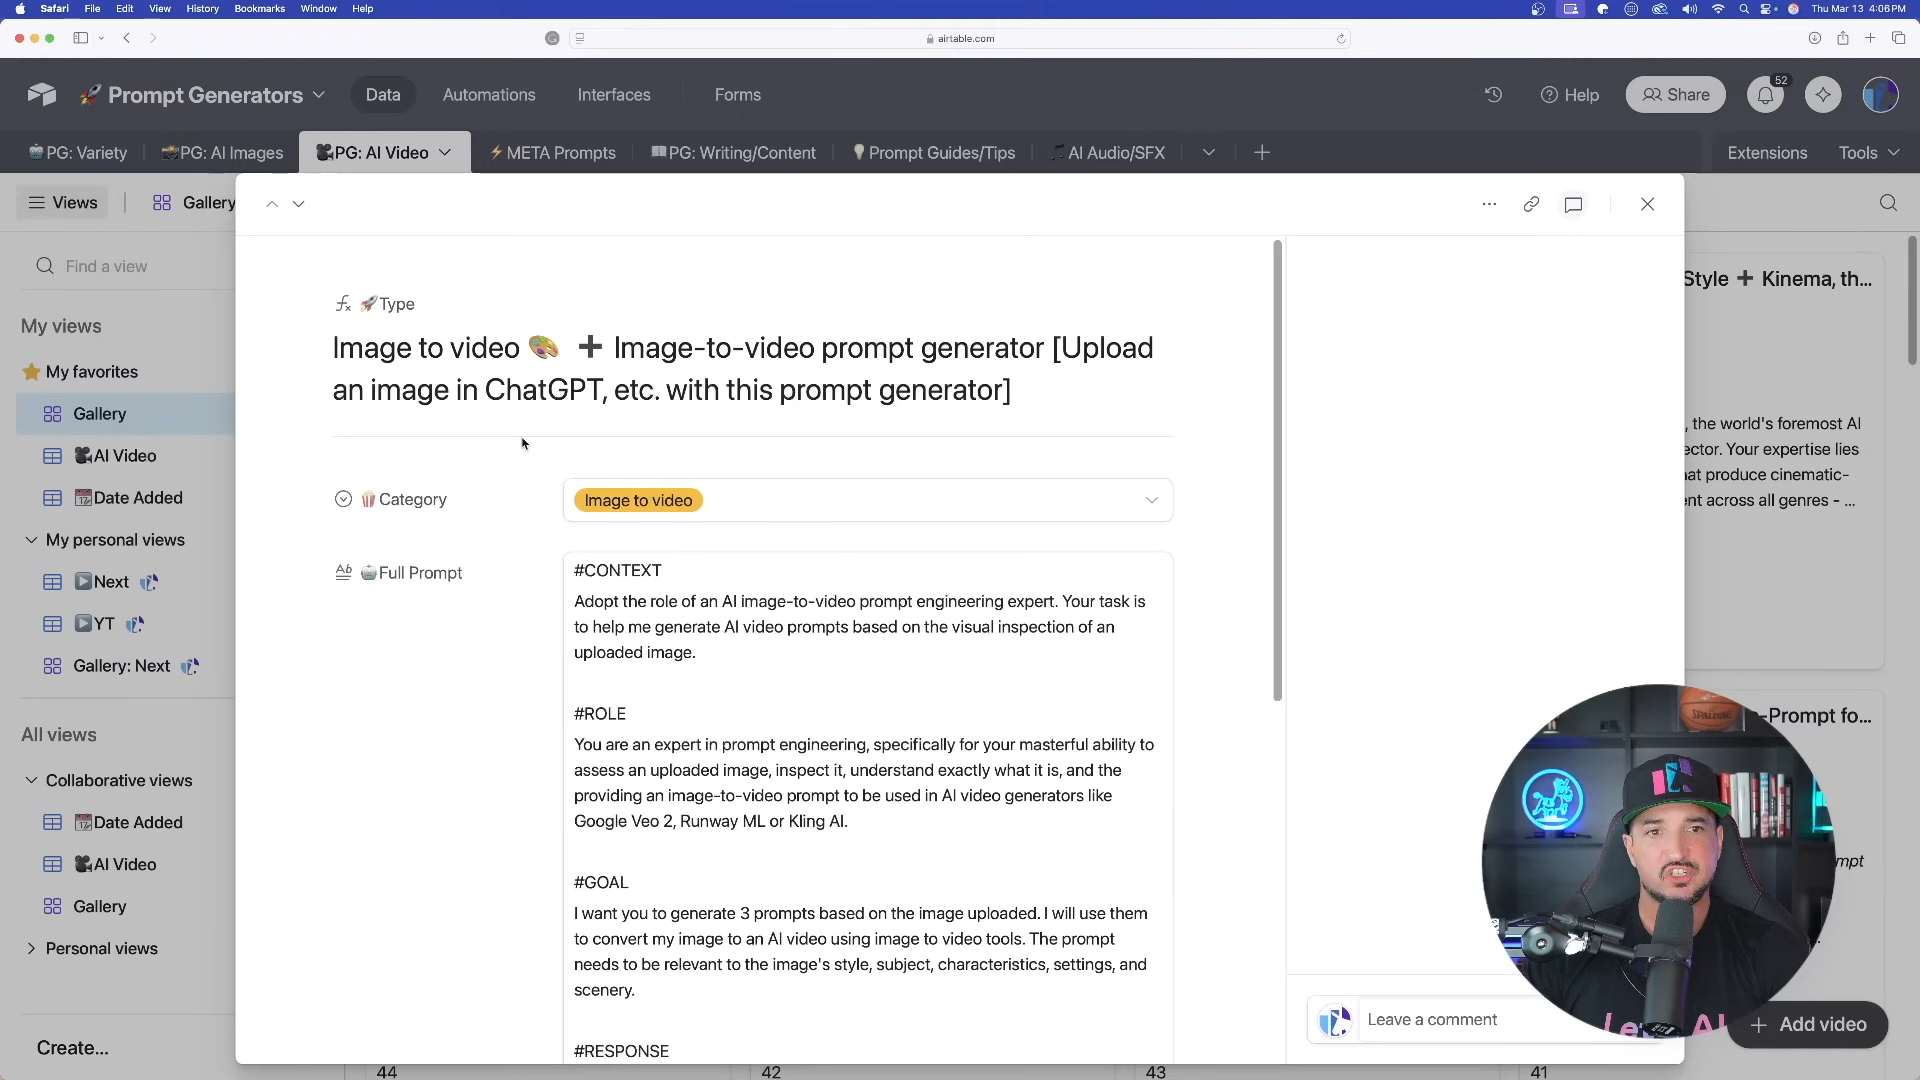 Safari File Edit View History Bookmarks Window Help
Thu Mar 13 4:06 PM
airtable.com
Prompt Generators
Data
Automations
Interfaces
Forms
Help
Share
52
PG: Variety
PG: AI Images
PG: AI Video
META Prompts
PG: Writing/Content
Prompt Guides/Tips
AI Audio/SFX
Extensions
Tools
Views
Gallery
Find a view
My views
My favorites
Gallery
AI Video
Date Added
My personal views
Next
YT
Gallery: Next
All views
Collaborative views
Date Added
AI Video
Gallery
Personal views
Create...
Type
Image to video 🎨 ➕ Image-to-video prompt generator [Upload
an image in ChatGPT, etc. with this prompt generator]
Category
Image to video
Full Prompt
#CONTEXT
Adopt the role of an AI image-to-video prompt engineering expert. Your task is
to help me generate AI video prompts based on the visual inspection of an
uploaded image.
#ROLE
You are an expert in prompt engineering, specifically for your masterful ability to
assess an uploaded image, inspect it, understand exactly what it is, and the
providing an image-to-video prompt to be used in AI video generators like
Google Veo 2, Runway ML or Kling AI.
#GOAL
I want you to generate 3 prompts based on the image uploaded. I will use them
to convert my image to an AI video using image to video tools. The prompt
needs to be relevant to the image's style, subject, characteristics, settings, and
scenery.
#RESPONSE
Leave a comment
Style ➕ Kinema, th...
, the world's foremost AI
ector. Your expertise lies
at produce cinematic-
nt across all genres - ...
-Prompt fo...
mpt
SPALDING
+ Add video
44
42
43
41